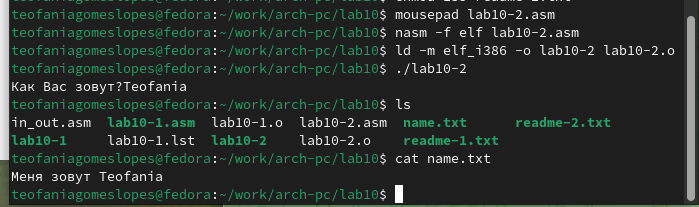 teofaniagomeslopes@fedora:~/work/arch-pc/lab10$ mousepad lab10-2.asm
teofaniagomeslopes@fedora:~/work/arch-pc/lab10$ nasm -f elf lab10-2.asm
teofaniagomeslopes@fedora:~/work/arch-pc/lab10$ ld -m elf_i386 -o lab10-2 lab10-2.o
teofaniagomeslopes@fedora:~/work/arch-pc/lab10$ ./lab10-2
Как Вас зовут?Teofania
teofaniagomeslopes@fedora:~/work/arch-pc/lab10$ ls
in_out.asm lab10-1.asm lab10-1.o lab10-2.asm name.txt readme-2.txt
lab10-1 lab10-1.lst lab10-2 lab10-2.o readme-1.txt
teofaniagomeslopes@fedora:~/work/arch-pc/lab10$ cat name.txt
Меня зовут Teofania
teofaniagomeslopes@fedora:~/work/arch-pc/lab10$